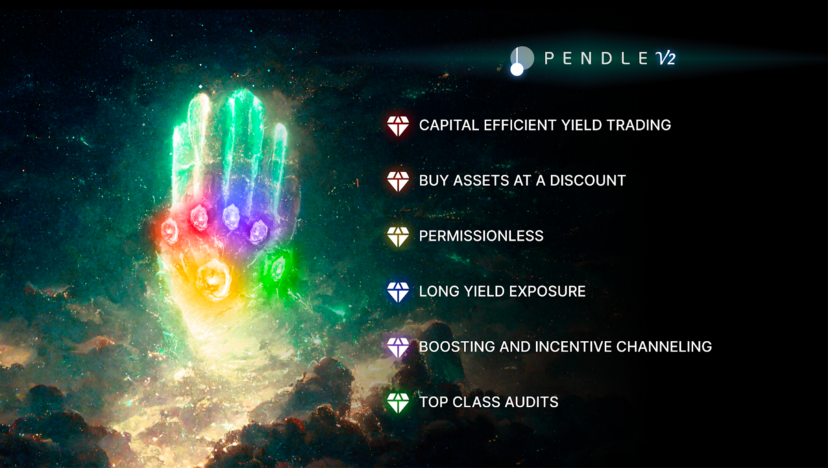 PENDLE V2
CAPITAL EFFICIENT YIELD TRADING
BUY ASSETS AT A DISCOUNT
PERMISSIONLESS
LONG YIELD EXPOSURE
BOOSTING AND INCENTIVE CHANNELING
TOP CLASS AUDITS